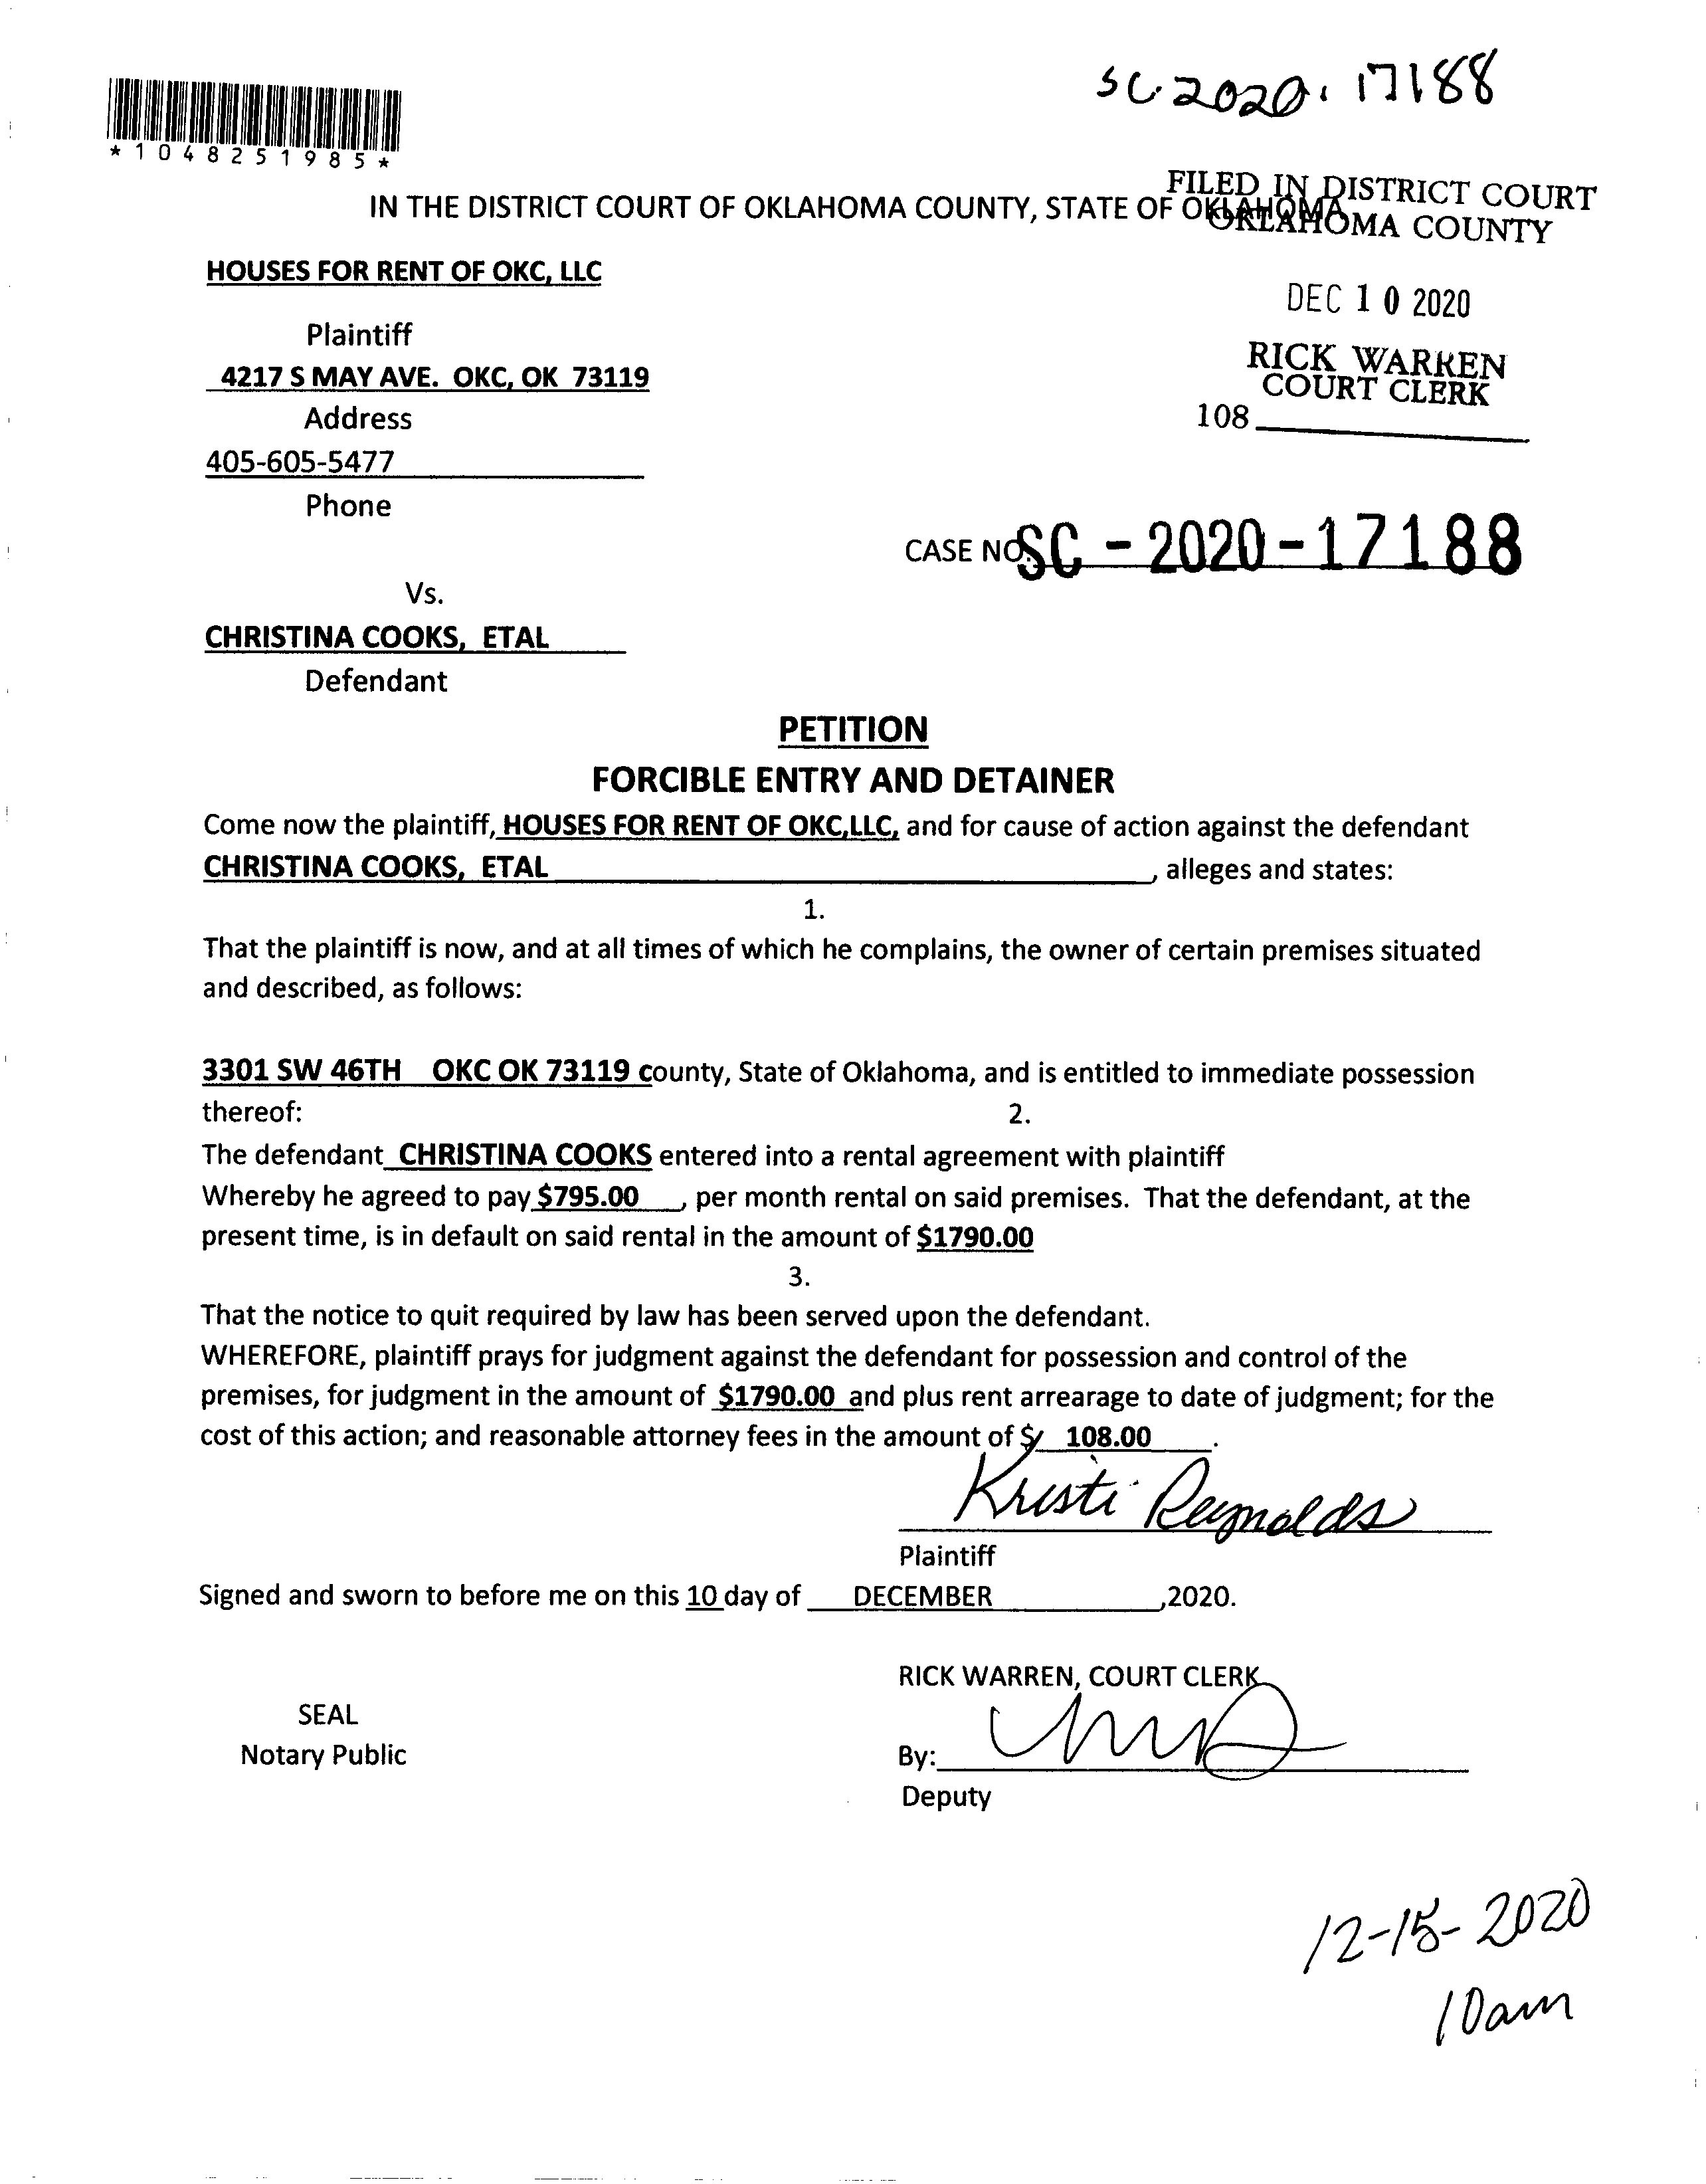 SC-2020-17188
*1048251985*
FILED IN DISTRICT COURT
OKLAHOMA COUNTY
IN THE DISTRICT COURT OF OKLAHOMA COUNTY, STATE OF OKLAHOMA
HOUSES FOR RENT OF OKC, LLC
DEC 10 2020
Plaintiff
RICK WARREN
COURT CLERK
4217 S MAY AVE. OKC, OK 73119
Address
108
405-605-5477
Phone
CASE NO. SC - 2020 - 17188
Vs.
CHRISTINA COOKS, ETAL
Defendant
PETITION
FORCIBLE ENTRY AND DETAINER
Come now the plaintiff, HOUSES FOR RENT OF OKC,LLC, and for cause of action against the defendant
CHRISTINA COOKS, ETAL, alleges and states:
1.
That the plaintiff is now, and at all times of which he complains, the owner of certain premises situated
and described, as follows:
3301 SW 46TH OKC OK 73119 county, State of Oklahoma, and is entitled to immediate possession
thereof: 2.
The defendant CHRISTINA COOKS entered into a rental agreement with plaintiff
Whereby he agreed to pay $795.00, per month rental on said premises. That the defendant, at the
present time, is in default on said rental in the amount of $1790.00
3.
That the notice to quit required by law has been served upon the defendant.
WHEREFORE, plaintiff prays for judgment against the defendant for possession and control of the
premises, for judgment in the amount of $1790.00 and plus rent arrearage to date of judgment; for the
cost of this action; and reasonable attorney fees in the amount of $ 108.00.
Kristi Reynolds
Plaintiff
Signed and sworn to before me on this 10 day of DECEMBER,2020.
RICK WARREN, COURT CLERK
SEAL
Notary Public
By:
Deputy
12-15-2020
10am